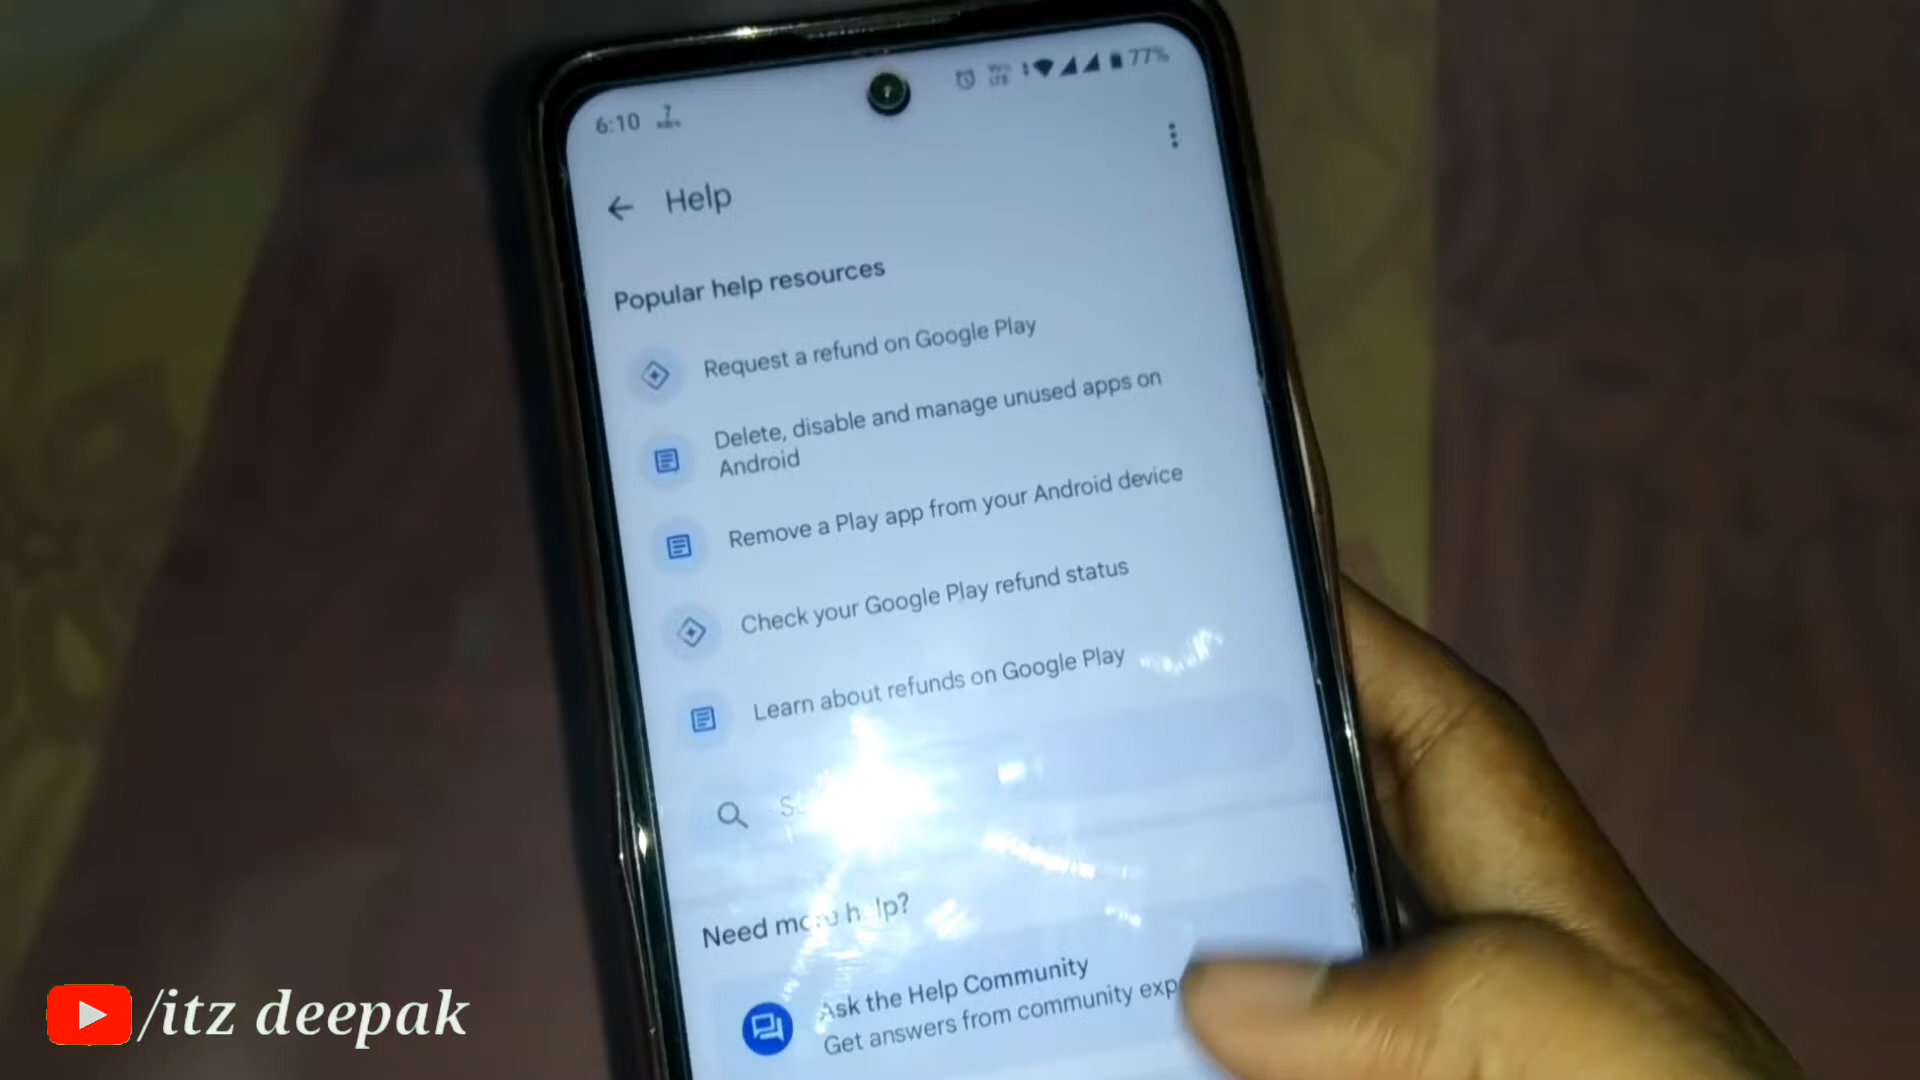 6:10
77%
Help
Popular help resources
Request a refund on Google Play
Delete, disable and manage unused apps on
Android
Remove a Play app from your Android device
Check your Google Play refund status
Learn about refunds on Google Play
Need more help?
Ask the Help Community
Get answers from community
/itz deepak